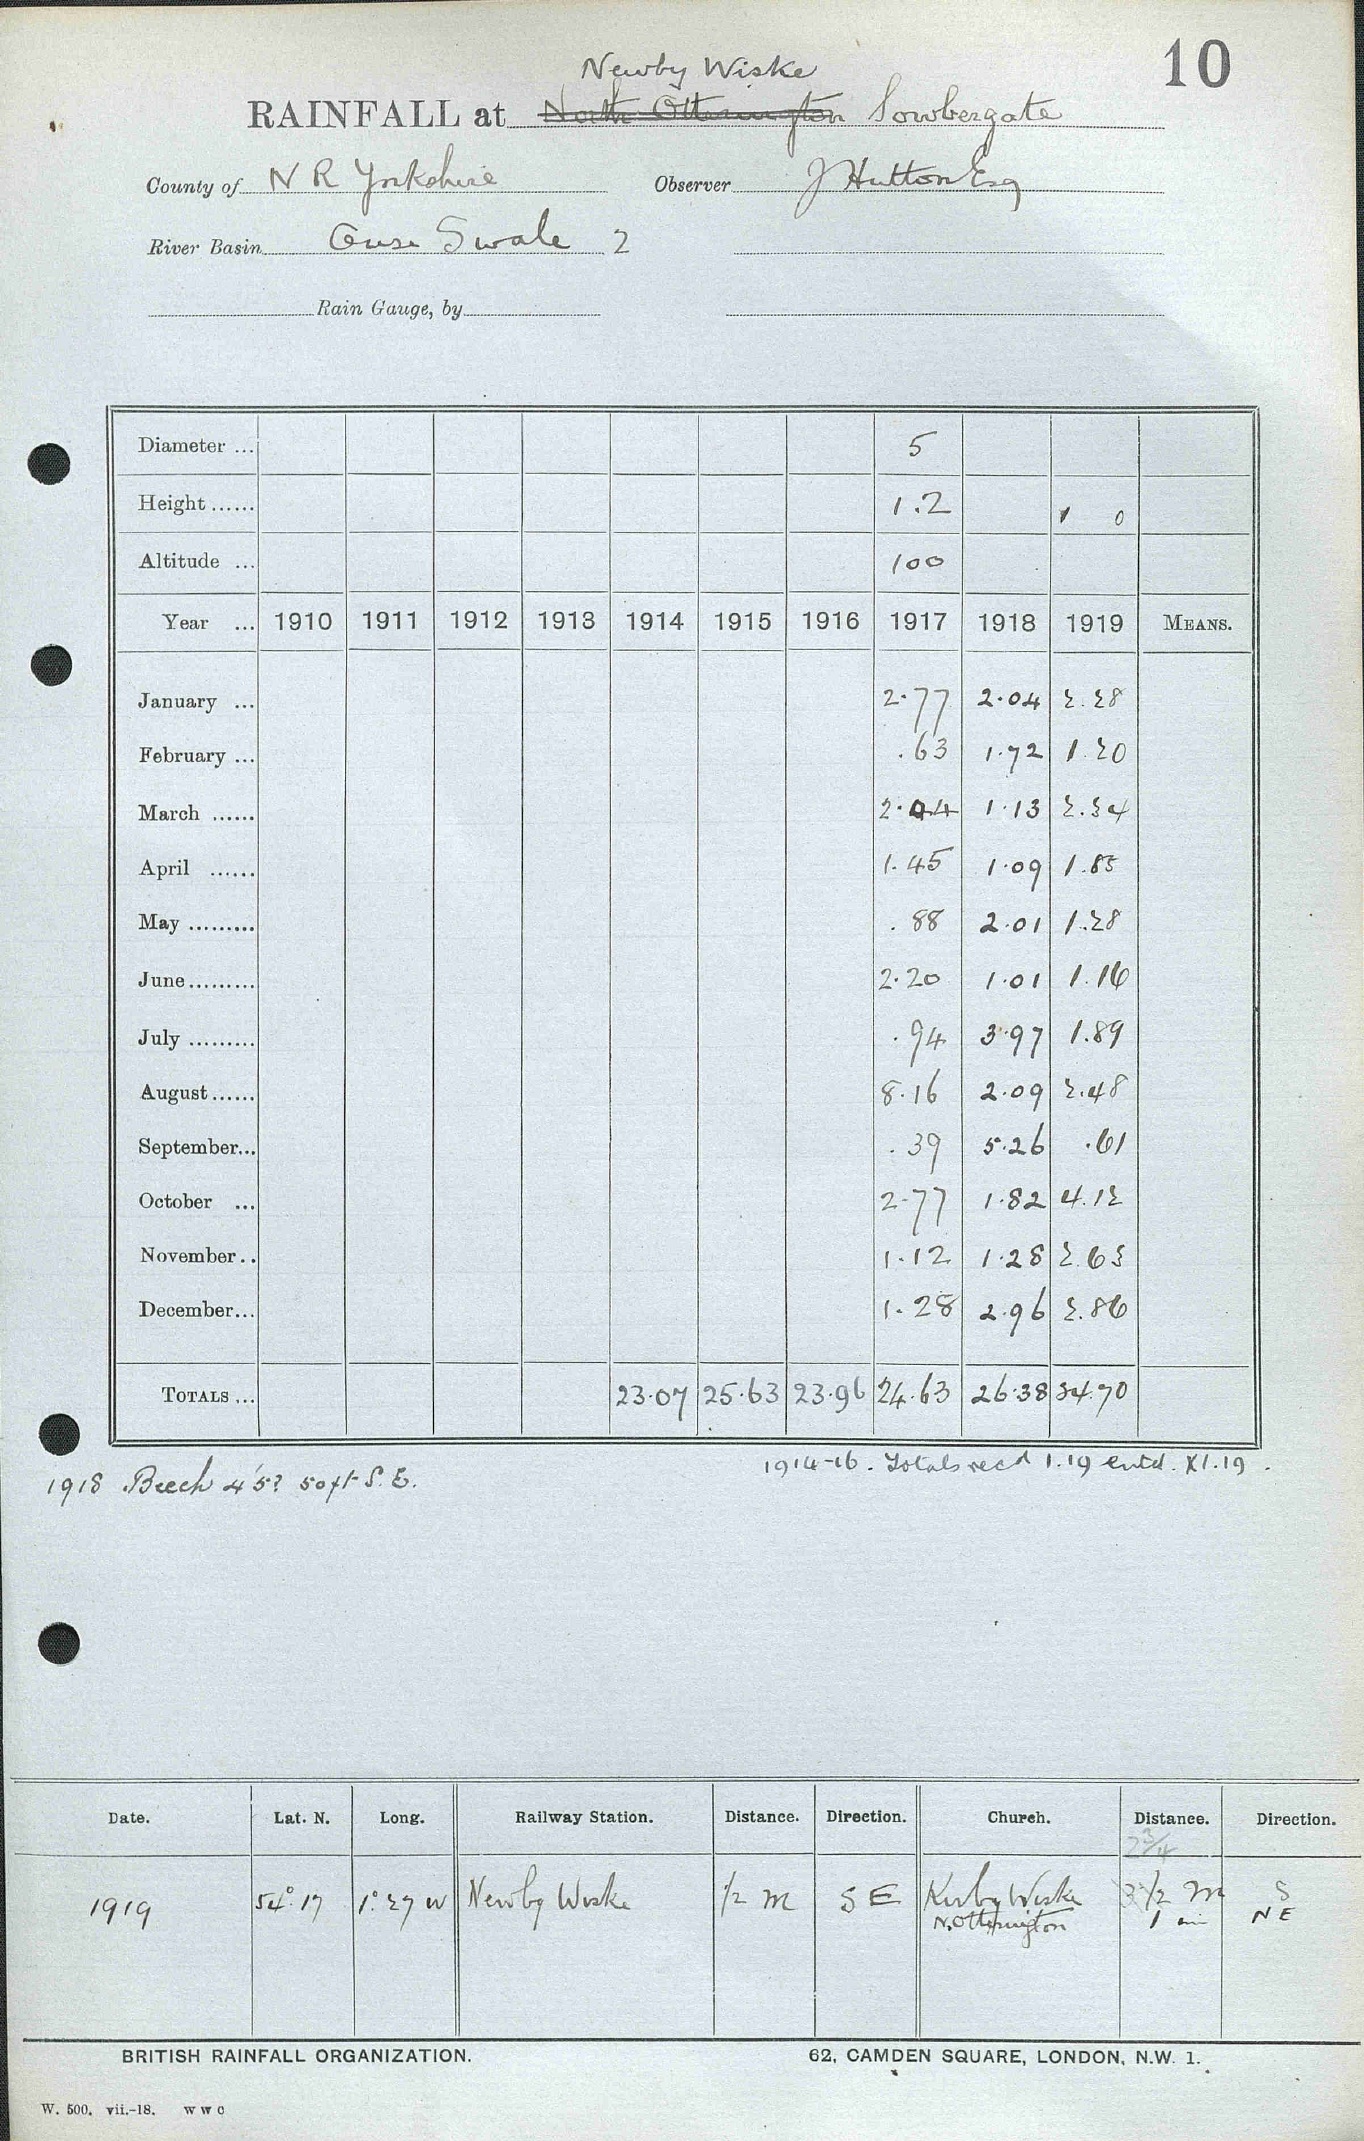 10
Newby Wiske
RAINFALL at North Otterington Sowbergate
County of N R Yorkshire Observer J Hutton Esq
River Basin Ouse Swale 2
Rain Gauge, by
Diameter ... 5
Height ...... 1.2 1 0
Altitude ... 100
Year ... 1910 1911 1912 1913 1914 1915 1916 1917 1918 1919 MEANS.
January ... 2.77 2.04 2.28
February ... .63 1.72 1.20
March ...... 2.04 1.13 2.34
April ...... 1.45 1.09 1.85
May ......... .88 2.01 1.28
June ......... 2.20 1.01 1.16
July ......... .94 3.97 1.89
August ...... 8.16 2.09 2.48
September... .39 5.26 .61
October ... 2.77 1.82 4.12
November .. 1.12 1.28 2.63
December... 1.28 2.96 2.86
TOTALS ... 23.07 25.63 23.96 24.63 26.38 24.70
1914-16. Totals recd 1.19 entd. XI.19.
1918 Beech 45? 50ft S.E.
Date. Lat. N. Long. Railway Station. Distance. Direction. Church. Distance. Direction.
2 3/4
1919 54° 17 1° 27 W Newby Wiske 1/2 m S E Kirby Wiske 3 1/2 m S
N. Otterington 1 mi NE
BRITISH RAINFALL ORGANIZATION. 62, CAMDEN SQUARE, LONDON, N.W. 1.
W. 500. vii.-18. W W C